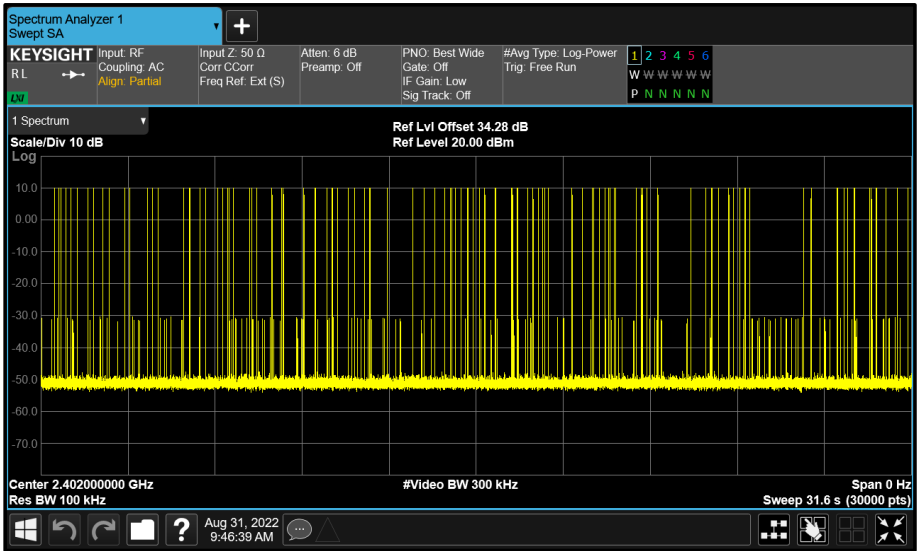 Spectrum Analyzer 1
Swept SA
+
KEYSIGHT
R L
LXI
Input: RF
Coupling: AC
Align: Partial
Input Z: 50 Ω
Corr CCorr
Freq Ref: Ext (S)
Atten: 6 dB
Preamp: Off
PNO: Best Wide
Gate: Off
IF Gain: Low
Sig Track: Off
#Avg Type: Log-Power
Trig: Free Run
1 2 3 4 5 6
W W W W W W
P N N N N N
1 Spectrum
Scale/Div 10 dB
Ref Lvl Offset 34.28 dB
Ref Level 20.00 dBm
Log
10.0
0.00
-10.0
-20.0
-30.0
-40.0
-50.0
-60.0
-70.0
Center 2.402000000 GHz
#Video BW 300 kHz
Span 0 Hz
Res BW 100 kHz
Sweep 31.6 s (30000 pts)
?
Aug 31, 2022
9:46:39 AM